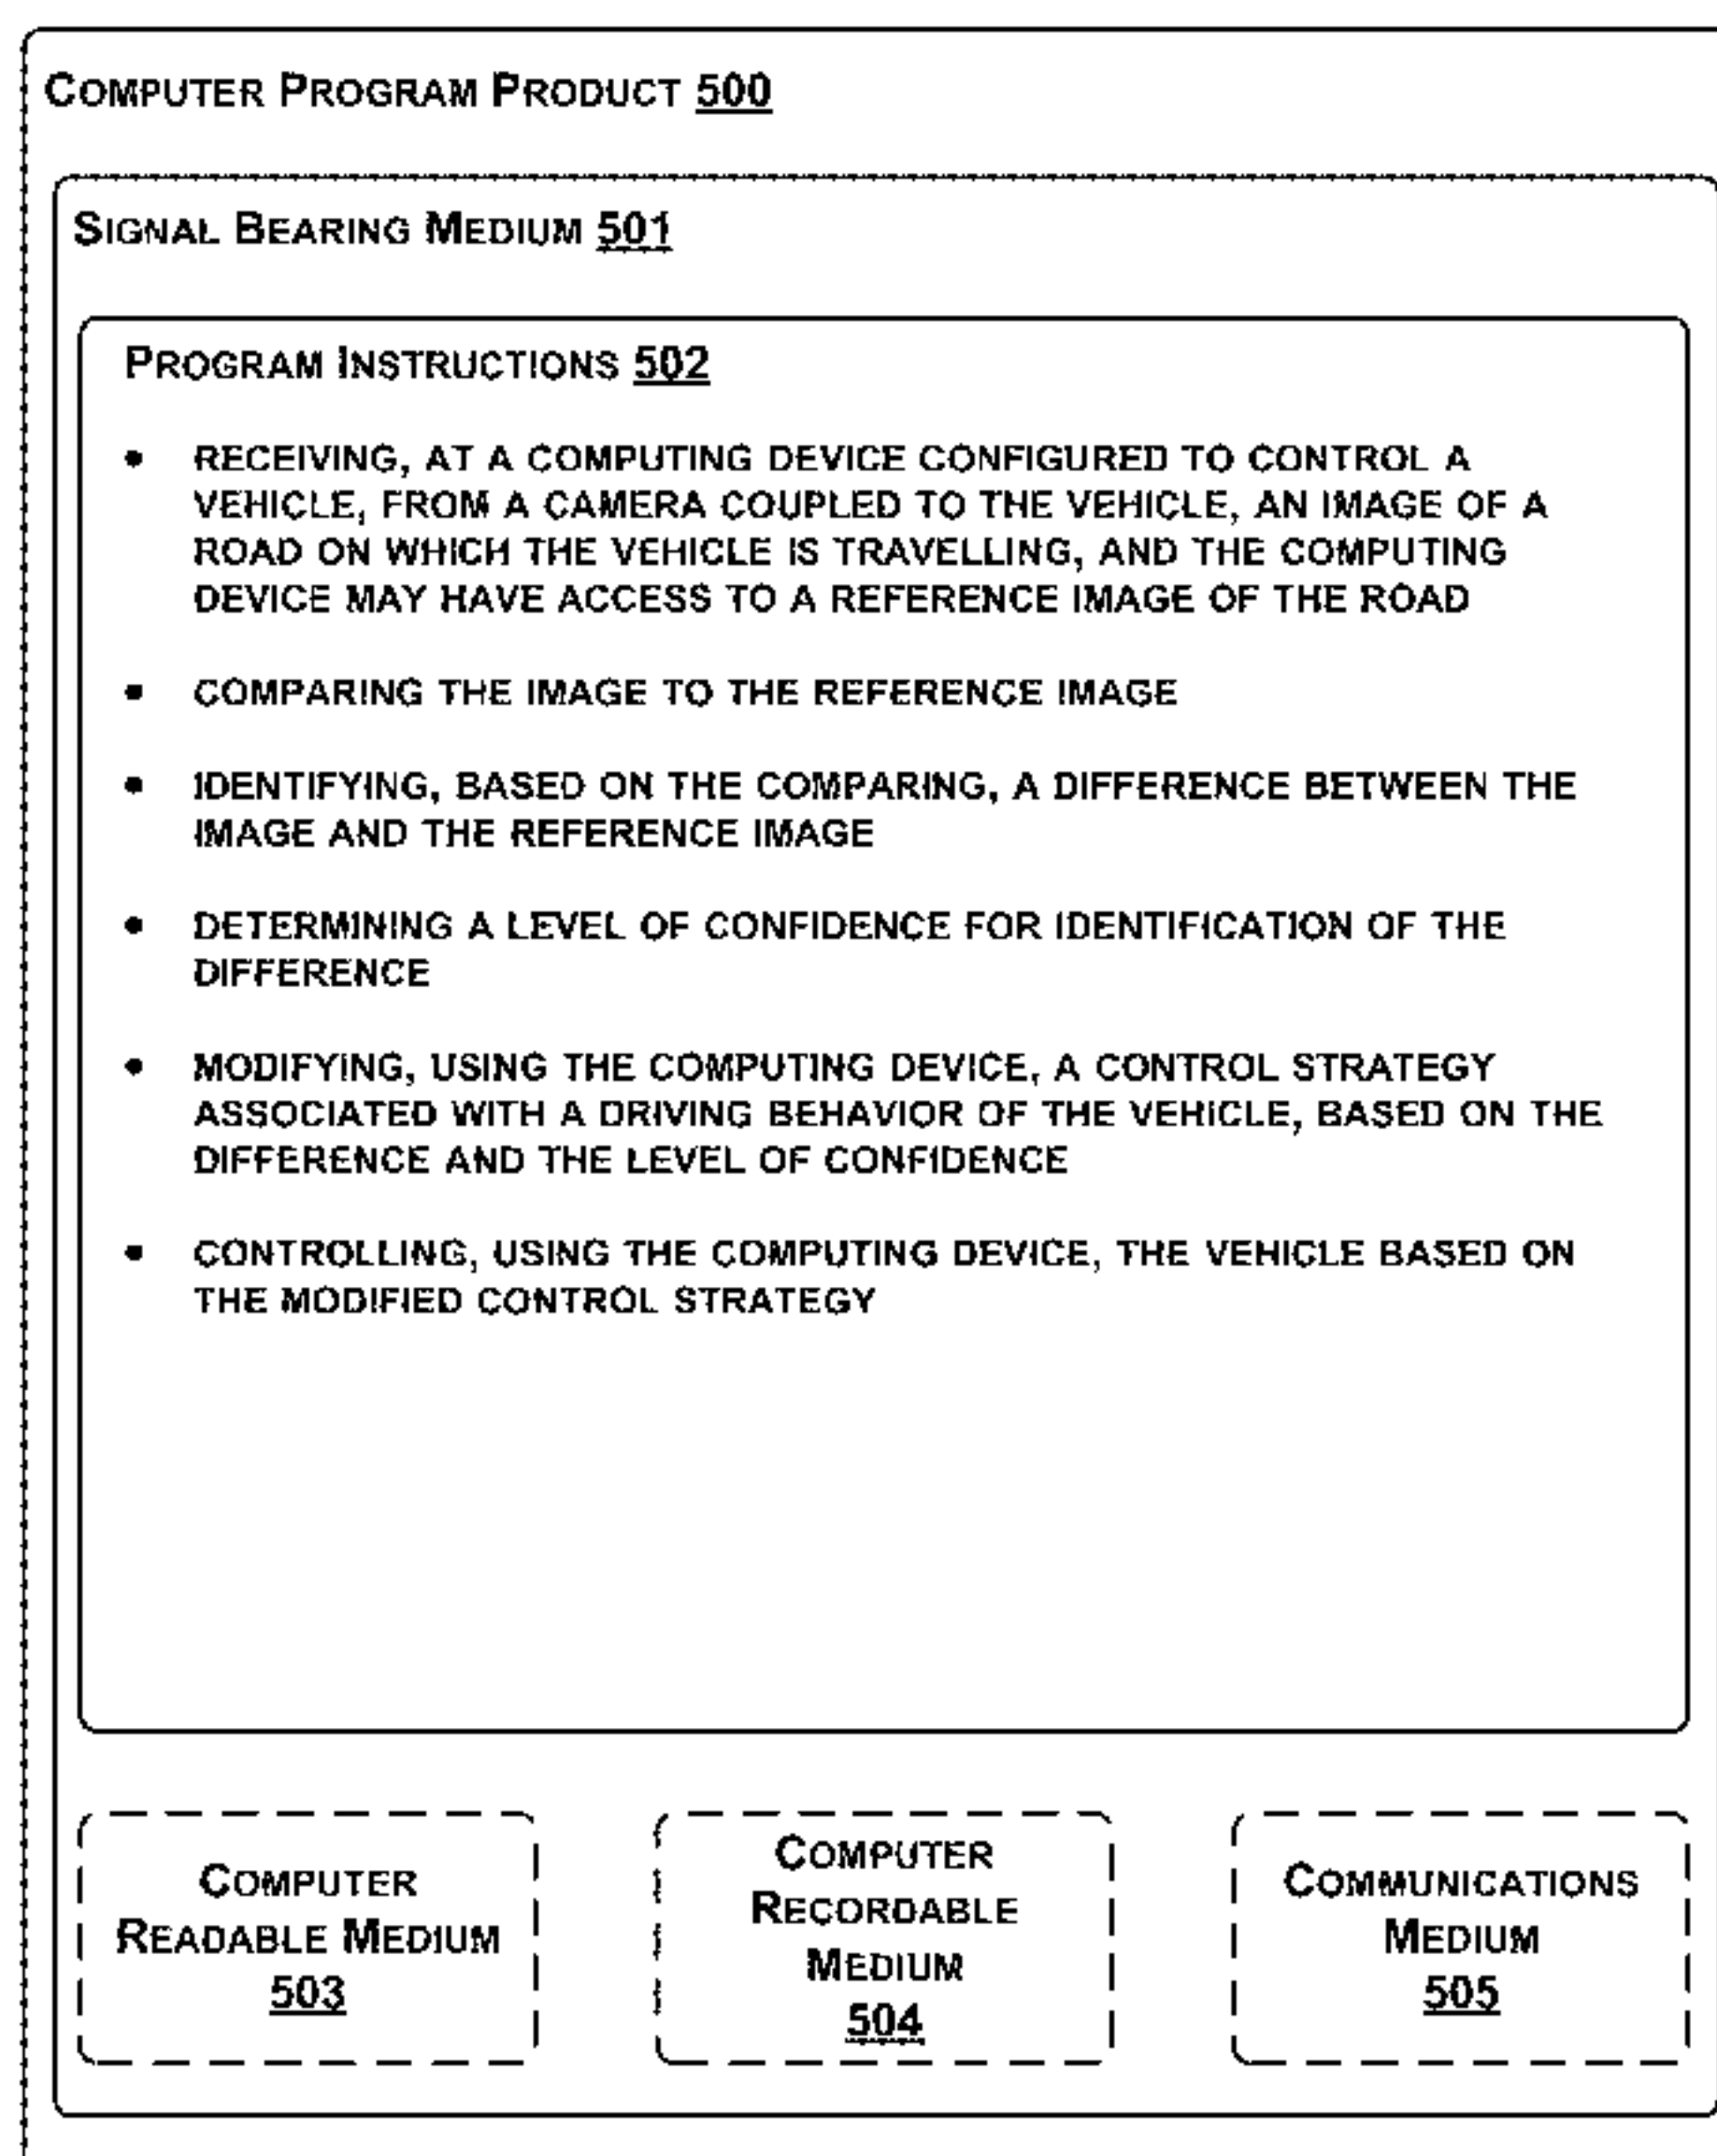 COMPUTER PROGRAM PRODUCT 500
SIGNAL BEARING MEDIUM 501
PROGRAM INSTRUCTIONS 502
• RECEIVING, AT A COMPUTING DEVICE CONFIGURED TO CONTROL A
VEHICLE, FROM A CAMERA COUPLED TO THE VEHICLE, AN IMAGE OF A
ROAD ON WHICH THE VEHICLE IS TRAVELLING, AND THE COMPUTING
DEVICE MAY HAVE ACCESS TO A REFERENCE IMAGE OF THE ROAD
• COMPARING THE IMAGE TO THE REFERENCE IMAGE
• IDENTIFYING, BASED ON THE COMPARING, A DIFFERENCE BETWEEN THE
IMAGE AND THE REFERENCE IMAGE
• DETERMINING A LEVEL OF CONFIDENCE FOR IDENTIFICATION OF THE
DIFFERENCE
• MODIFYING, USING THE COMPUTING DEVICE, A CONTROL STRATEGY
ASSOCIATED WITH A DRIVING BEHAVIOR OF THE VEHICLE, BASED ON THE
DIFFERENCE AND THE LEVEL OF CONFIDENCE
• CONTROLLING, USING THE COMPUTING DEVICE, THE VEHICLE BASED ON
THE MODIFIED CONTROL STRATEGY
COMPUTER
READABLE MEDIUM
503
COMPUTER
RECORDABLE
MEDIUM
504
COMMUNICATIONS
MEDIUM
505